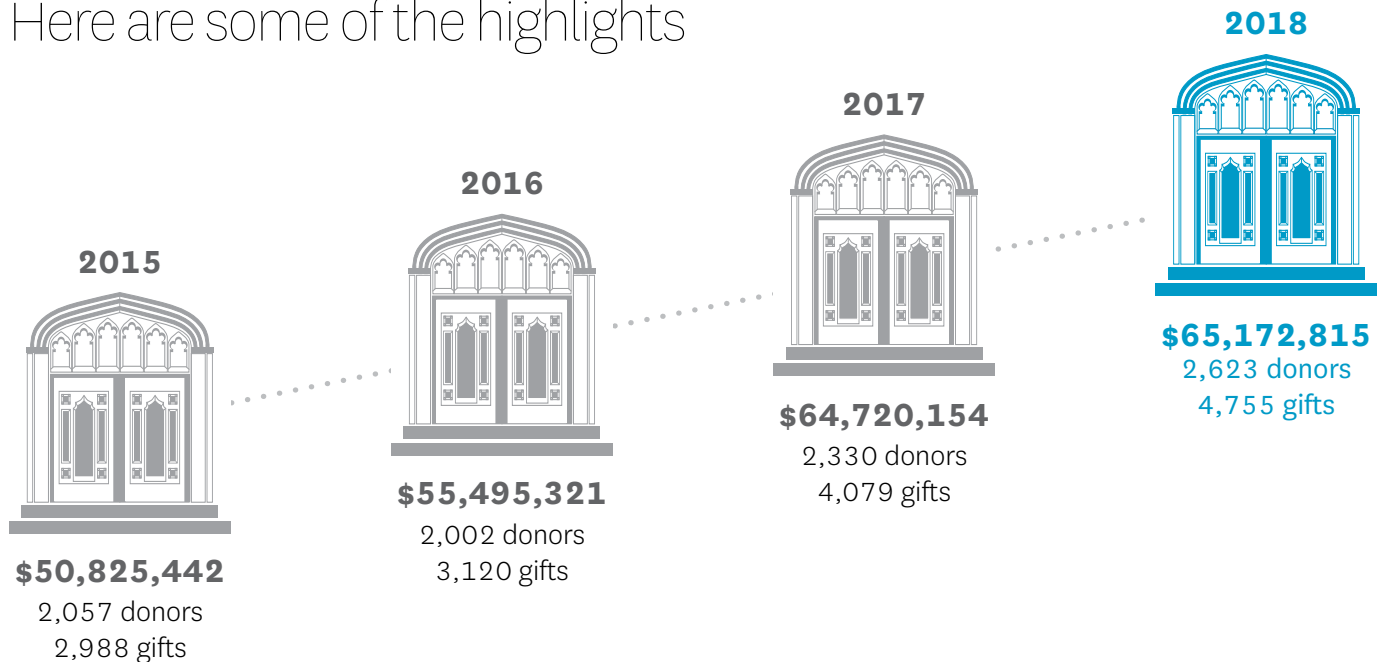 Here are some of the highlights
2015
$50,825,442
2,057 donors
2,988 gifts
2016
$55,495,321
2,002 donors
3,120 gifts
2017
$64,720,154
2,330 donors
4,079 gifts
2018
$65,172,815
2,623 donors
4,755 gifts